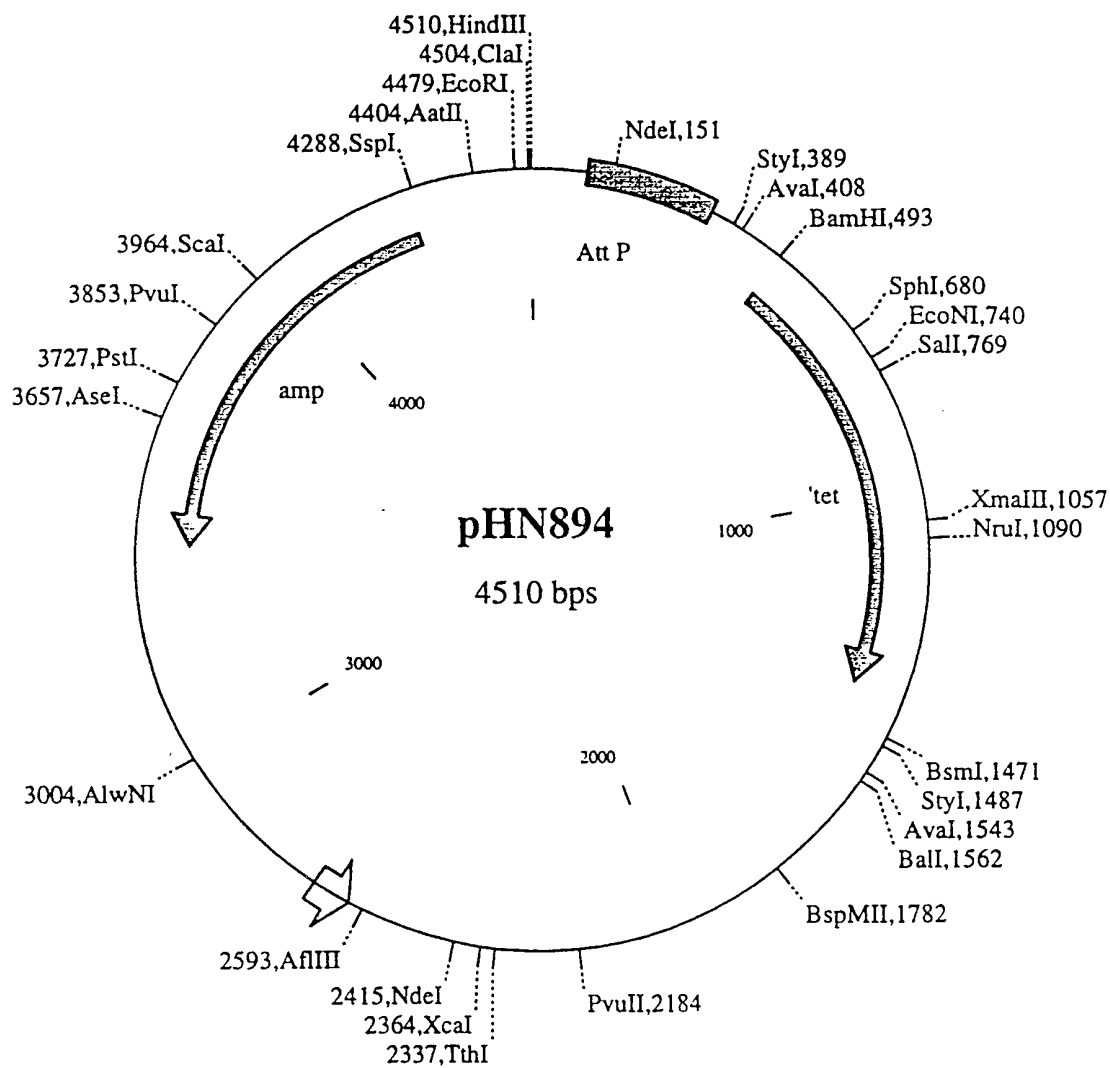 4510,HindIII
4504,ClaI
4479,EcoRI
4404,AatII
4288,SspI
NdeI,151
StyI,389
AvaI,408
BamHI,493
3964,ScaI
3853,PvuI
3727,PstI
3657,AseI
Att P
SphI,680
EcoNI,740
SalI,769
amp
4000
'tet
1000
XmaIII,1057
NruI,1090
pHN894
4510 bps
3000
2000
3004,AlwNI
BsmI,1471
StyI,1487
AvaI,1543
BalI,1562
BspMII,1782
2593,AflIII
2415,NdeI
2364,XcaI
2337,TthI
PvuII,2184